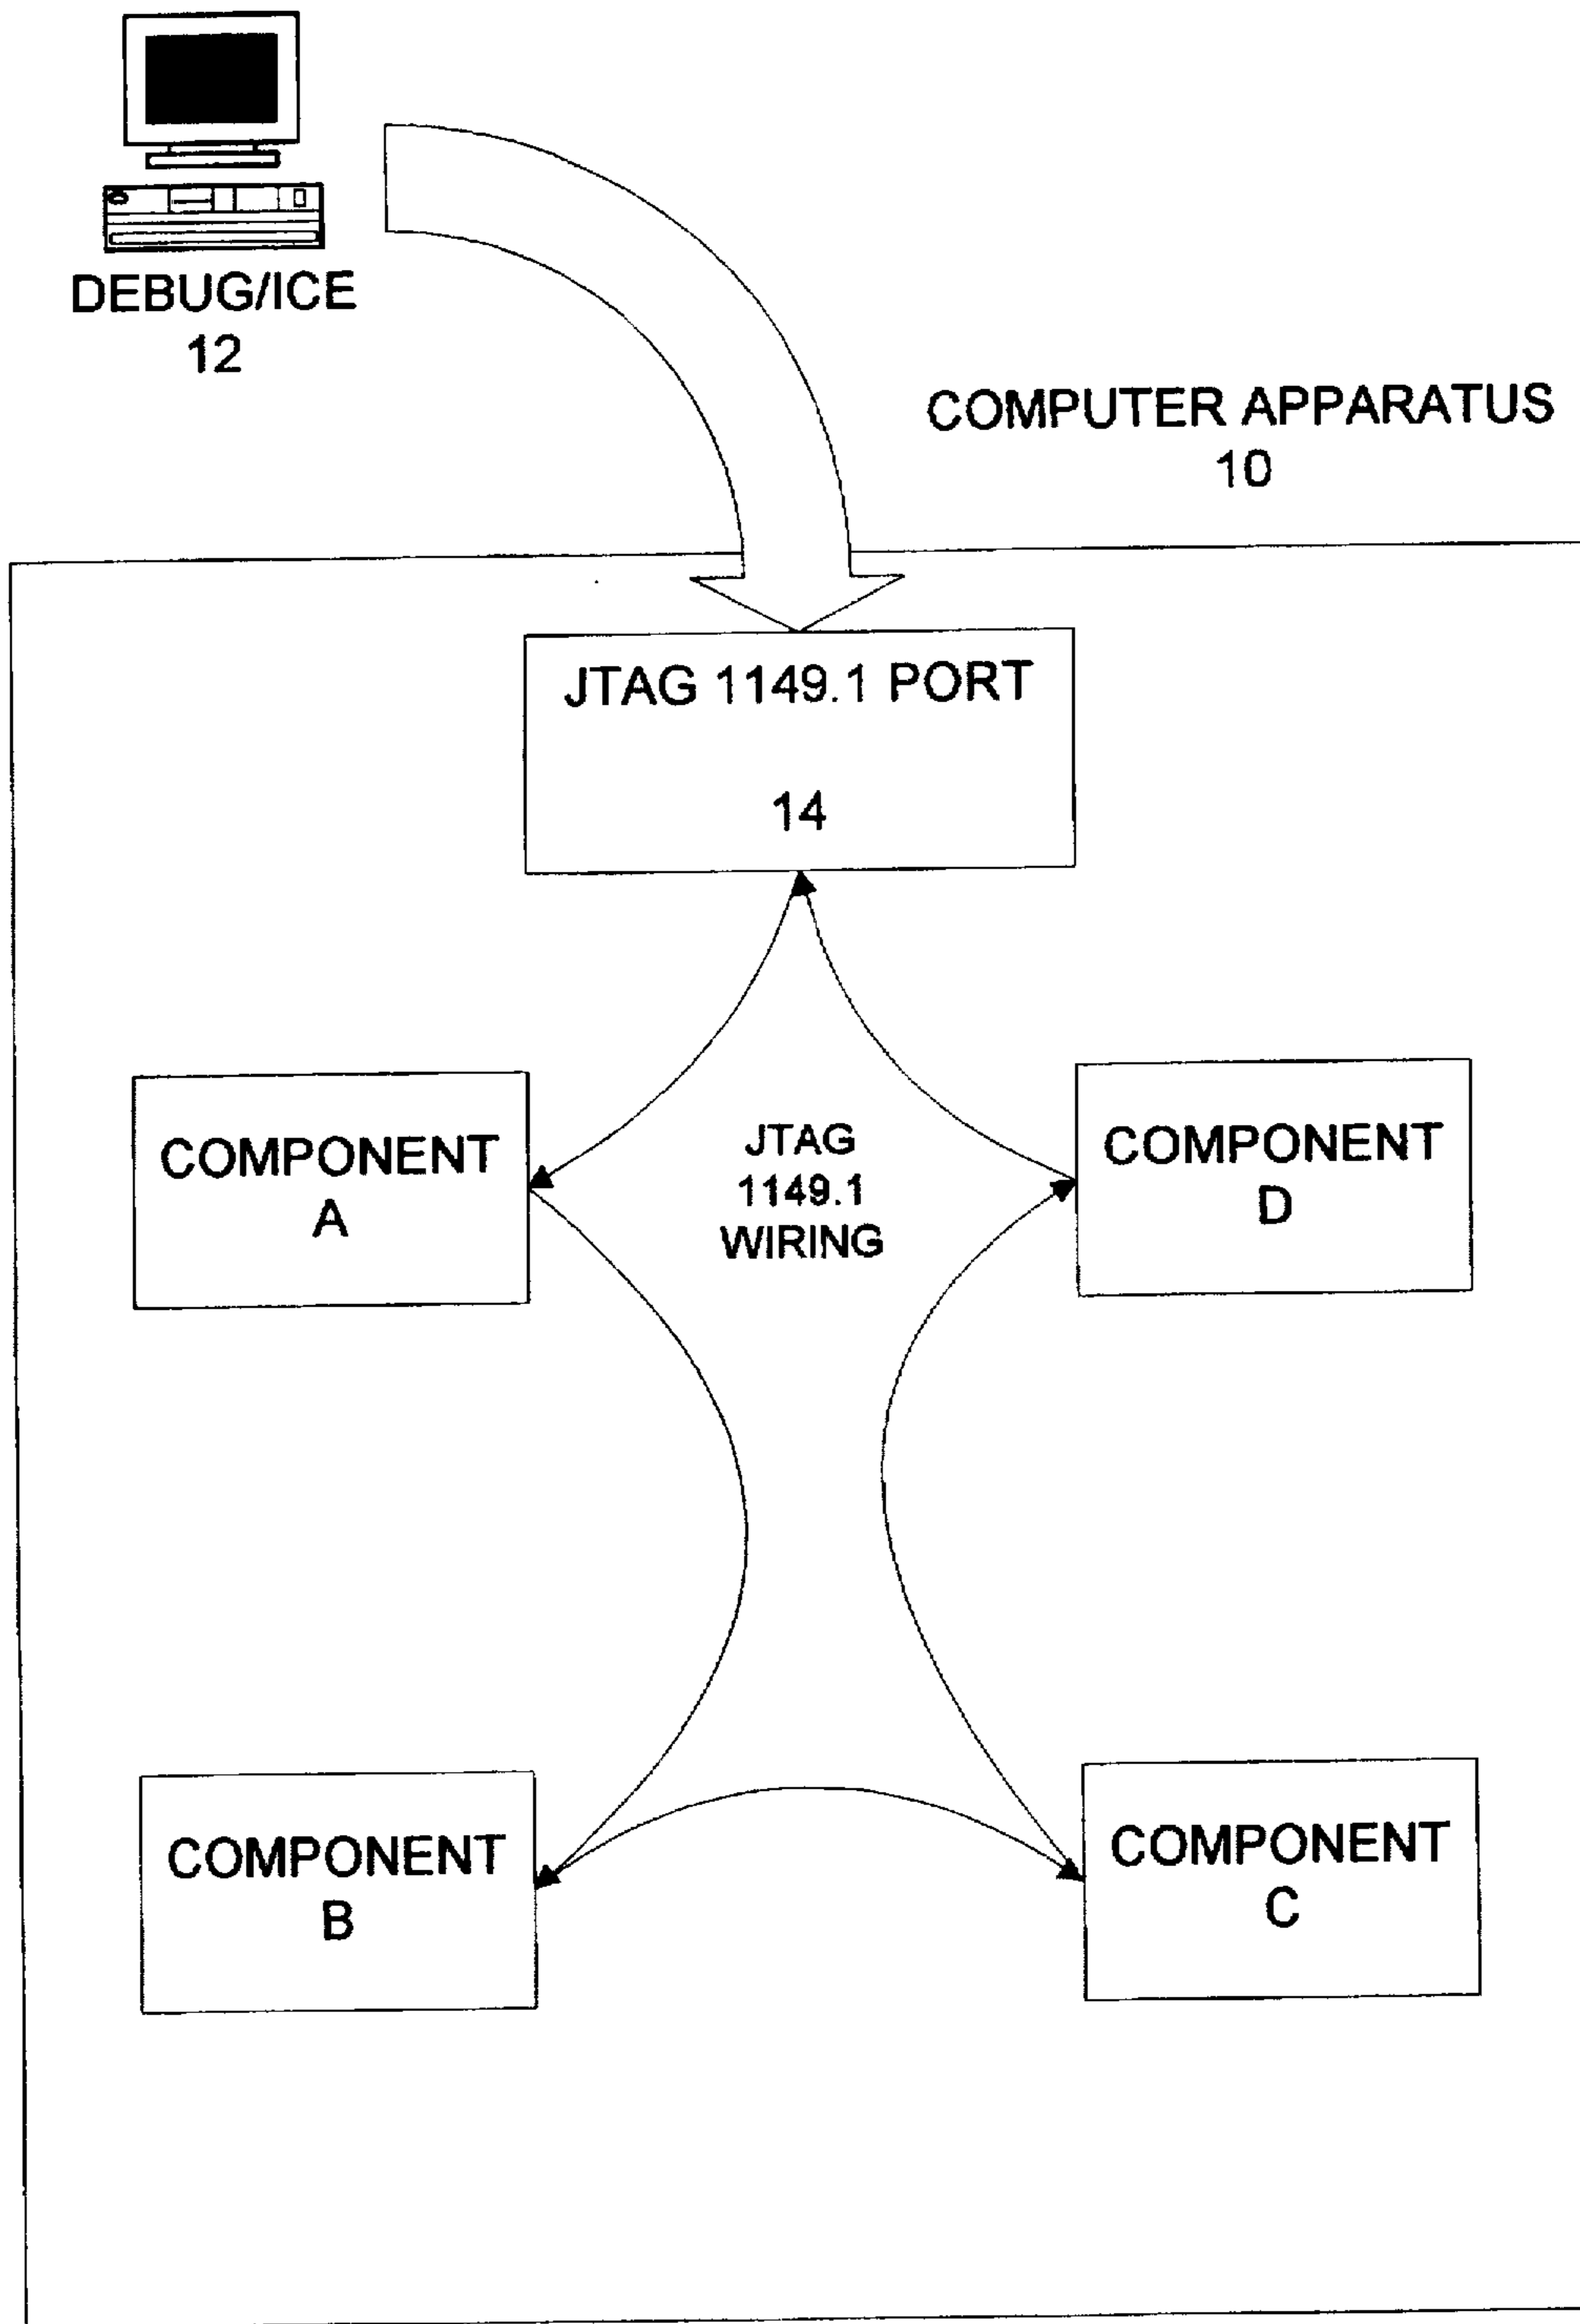 DEBUG/ICE
12
COMPUTER APPARATUS
10
JTAG 1149.1 PORT
14
COMPONENT
A
JTAG
1149.1
WIRING
COMPONENT
D
COMPONENT
B
COMPONENT
C